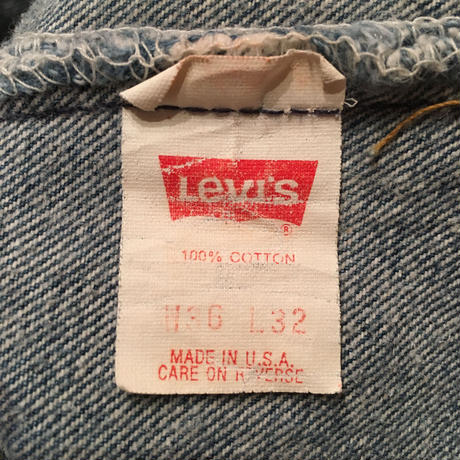 Levi's ®
100% COTTON
W36 L32
MADE IN U.S.A.
CARE ON REVERSE